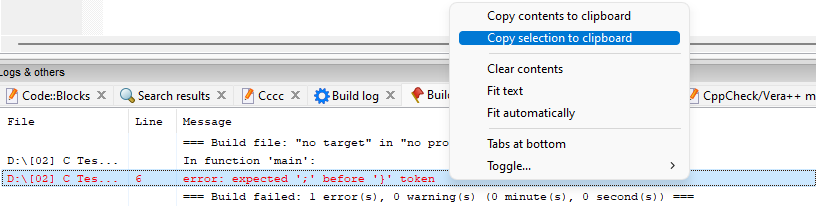 Copy contents to clipboard
Copy selection to clipboard
Clear contents
Fit text
Fit automatically
Tabs at bottom
Toggle...
Logs & others
Code::Blocks Search results Cccc Build log Buil CppCheck/Vera++ m
File Line Message
=== Build file: "no target" in "no pro
D:\[02] C Tes... In function 'main':
D:\[02] C Tes... 6 error: expected ';' before '}' token
=== Build failed: 1 error(s), 0 warning(s) (0 minute(s), 0 second(s)) ===